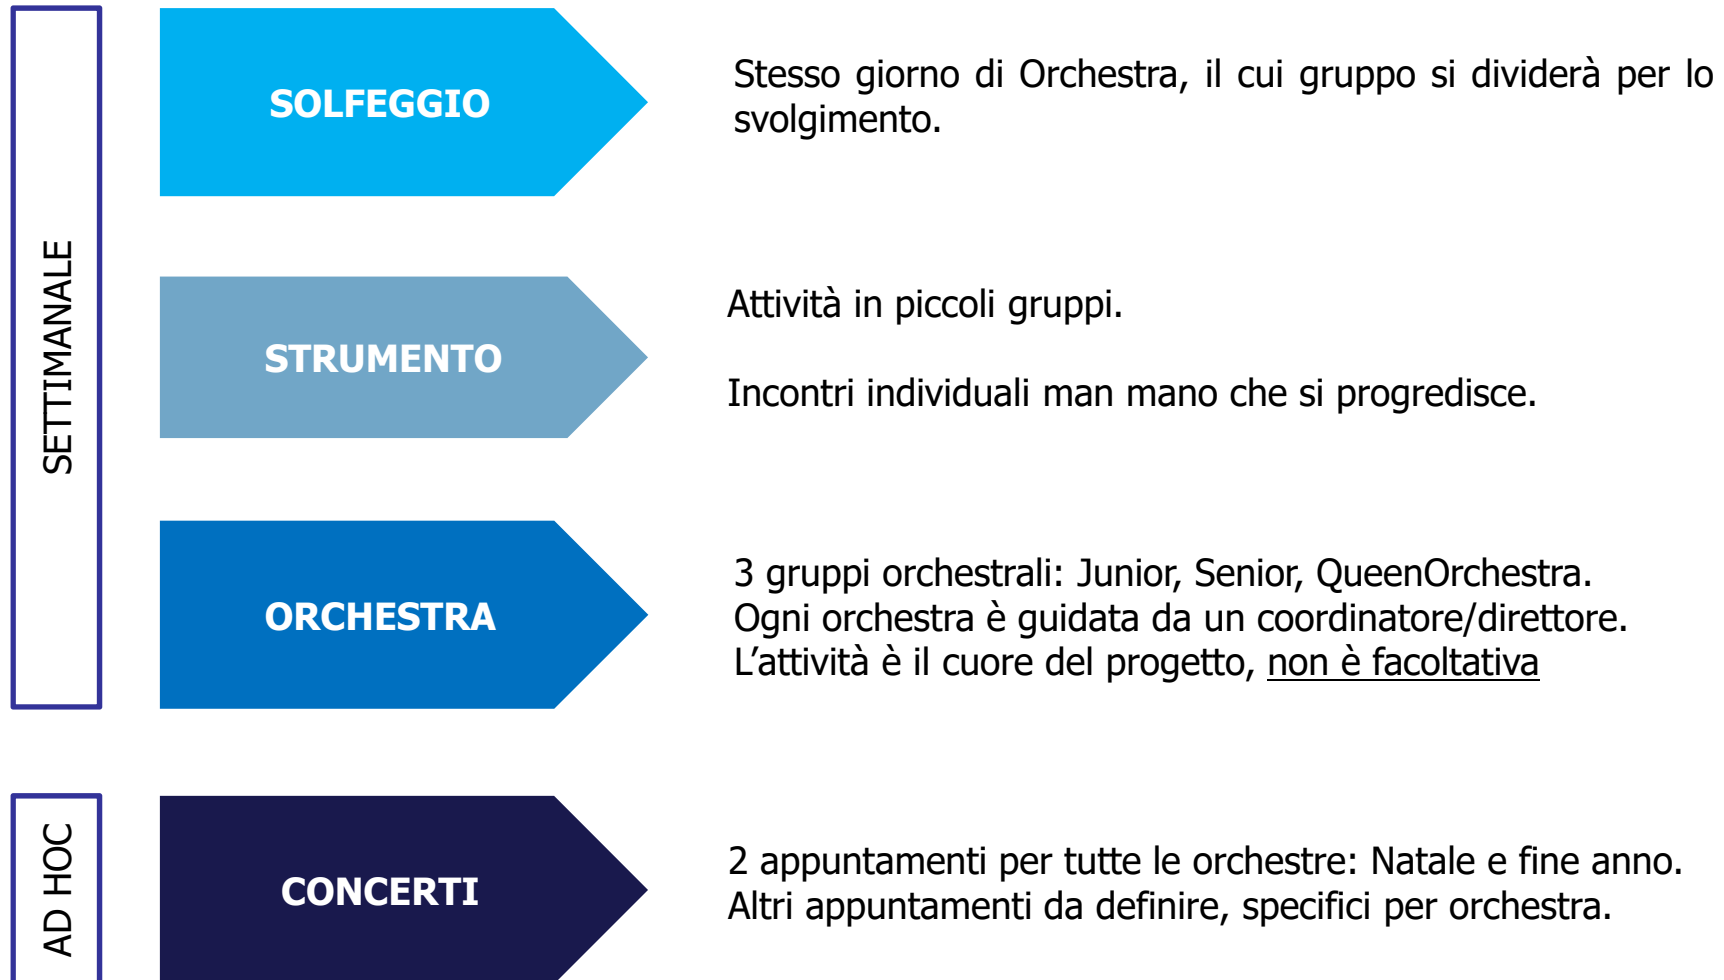 SETTIMANALE
SOLFEGGIO
Stesso giorno di Orchestra, il cui gruppo si dividerà per lo
svolgimento.
STRUMENTO
Attività in piccoli gruppi.
Incontri individuali man mano che si progredisce.
ORCHESTRA
3 gruppi orchestrali: Junior, Senior, QueenOrchestra.
Ogni orchestra è guidata da un coordinatore/direttore.
L’attività è il cuore del progetto, non è facoltativa
AD HOC
CONCERTI
2 appuntamenti per tutte le orchestre: Natale e fine anno.
Altri appuntamenti da definire, specifici per orchestra.